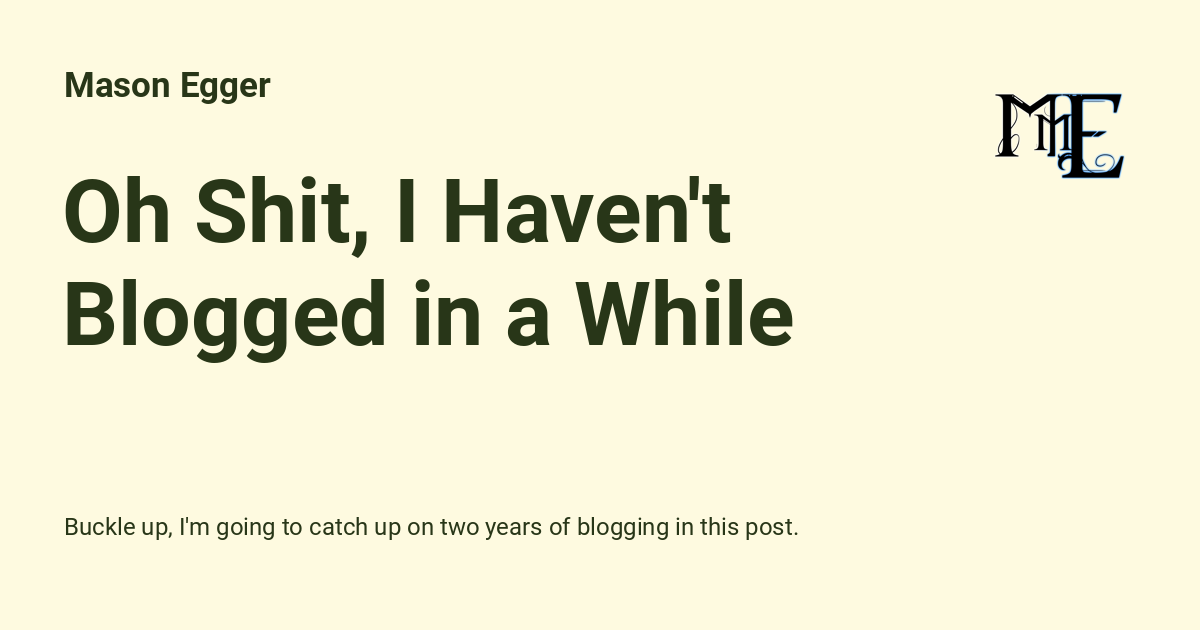 Mason Egger
MmE
Oh Shit, I Haven't
Blogged in a While
Buckle up, I'm going to catch up on two years of blogging in this post.